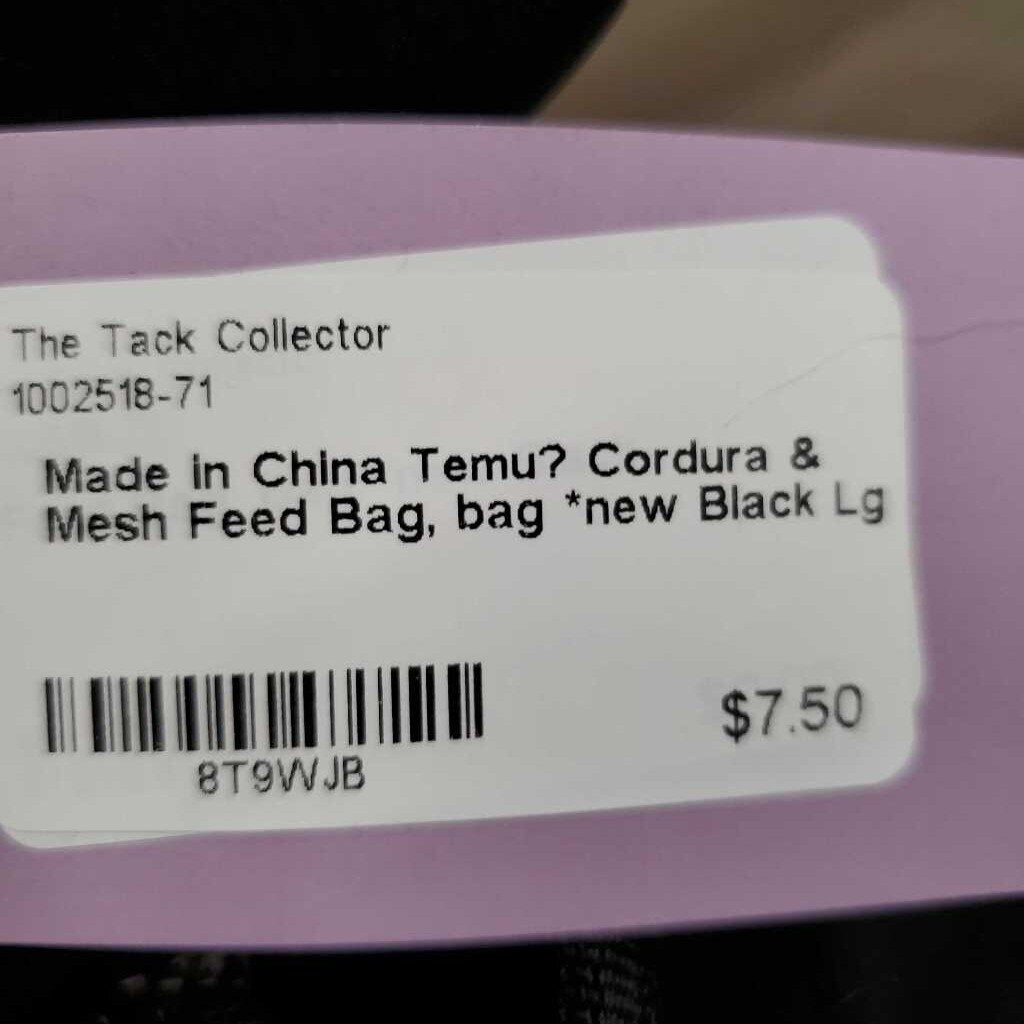 The Tack Collector
1002518-71
Made in China Temu? Cordura &
Mesh Feed Bag, bag *new Black Lg
$7.50
8T9WJB